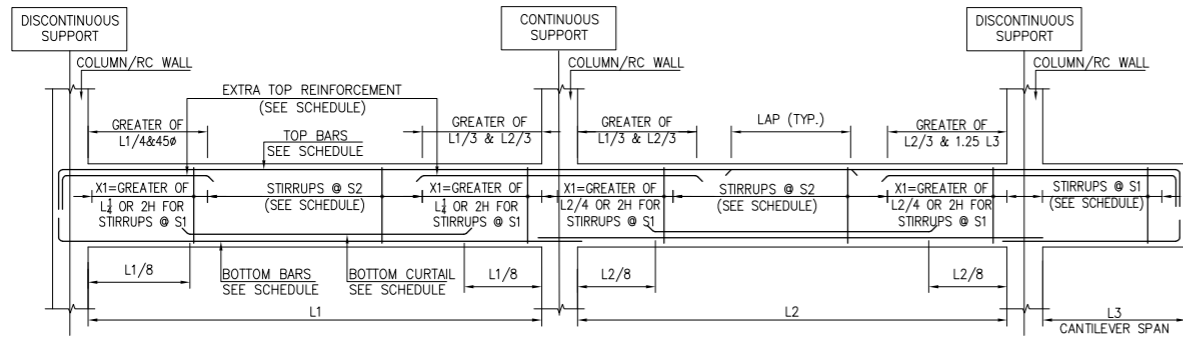 DISCONTINUOUS
SUPPORT
CONTINUOUS
SUPPORT
DISCONTINUOUS
SUPPORT
COLUMN/RC WALL
COLUMN/RC WALL
COLUMN/RC WALL
EXTRA TOP REINFORCEMENT
(SEE SCHEDULE)
GREATER OF
L1/4&45ø
TOP BARS
SEE SCHEDULE
GREATER OF
L1/3 & L2/3
GREATER OF
L1/3 & L2/3
LAP (TYP.)
GREATER OF
L2/3 & 1.25 L3
X1=GREATER OF
L1/4 OR 2H FOR
STIRRUPS @ S1
STIRRUPS @ S2
(SEE SCHEDULE)
X1=GREATER OF
L1/4 OR 2H FOR
STIRRUPS @ S1
X1=GREATER OF
L2/4 OR 2H FOR
STIRRUPS @ S1
STIRRUPS @ S2
(SEE SCHEDULE)
X1=GREATER OF
L2/4 OR 2H FOR
STIRRUPS @ S1
STIRRUPS @ S1
(SEE SCHEDULE)
L1/8
BOTTOM BARS
SEE SCHEDULE
BOTTOM CURTAIL
SEE SCHEDULE
L1/8
L2/8
L2/8
L1
L2
L3
CANTILEVER SPAN